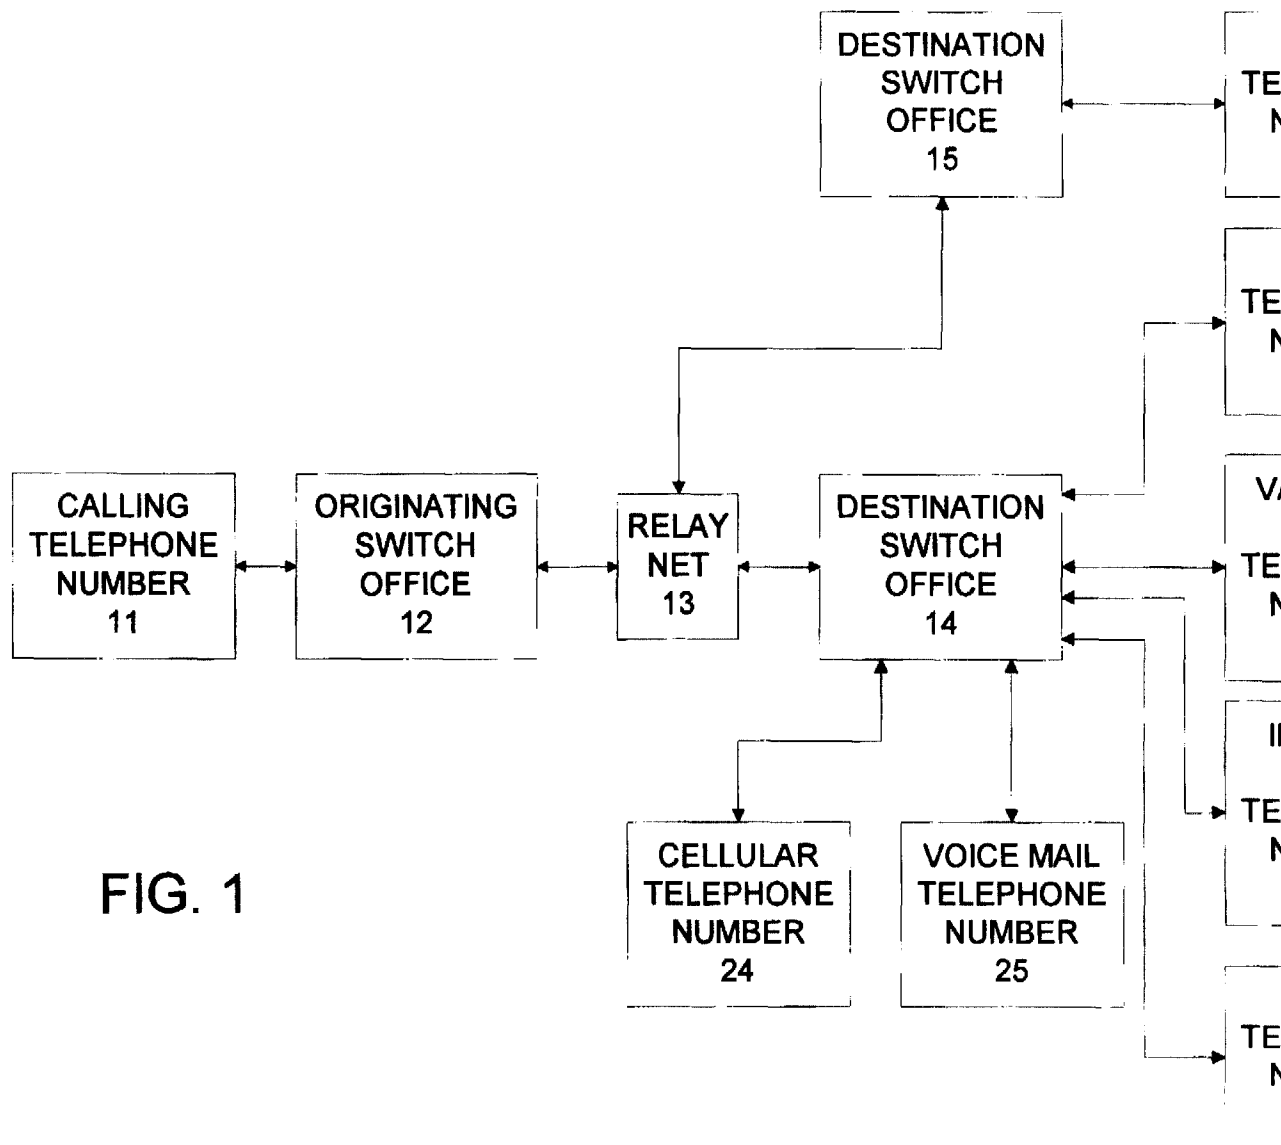 DESTINATION
SWITCH
OFFICE
15
CALLING
TELEPHONE
NUMBER
11
ORIGINATING
SWITCH
OFFICE
12
RELAY
NET
13
DESTINATION
SWITCH
OFFICE
14
CELLULAR
TELEPHONE
NUMBER
24
VOICE MAIL
TELEPHONE
NUMBER
25
FIG. 1